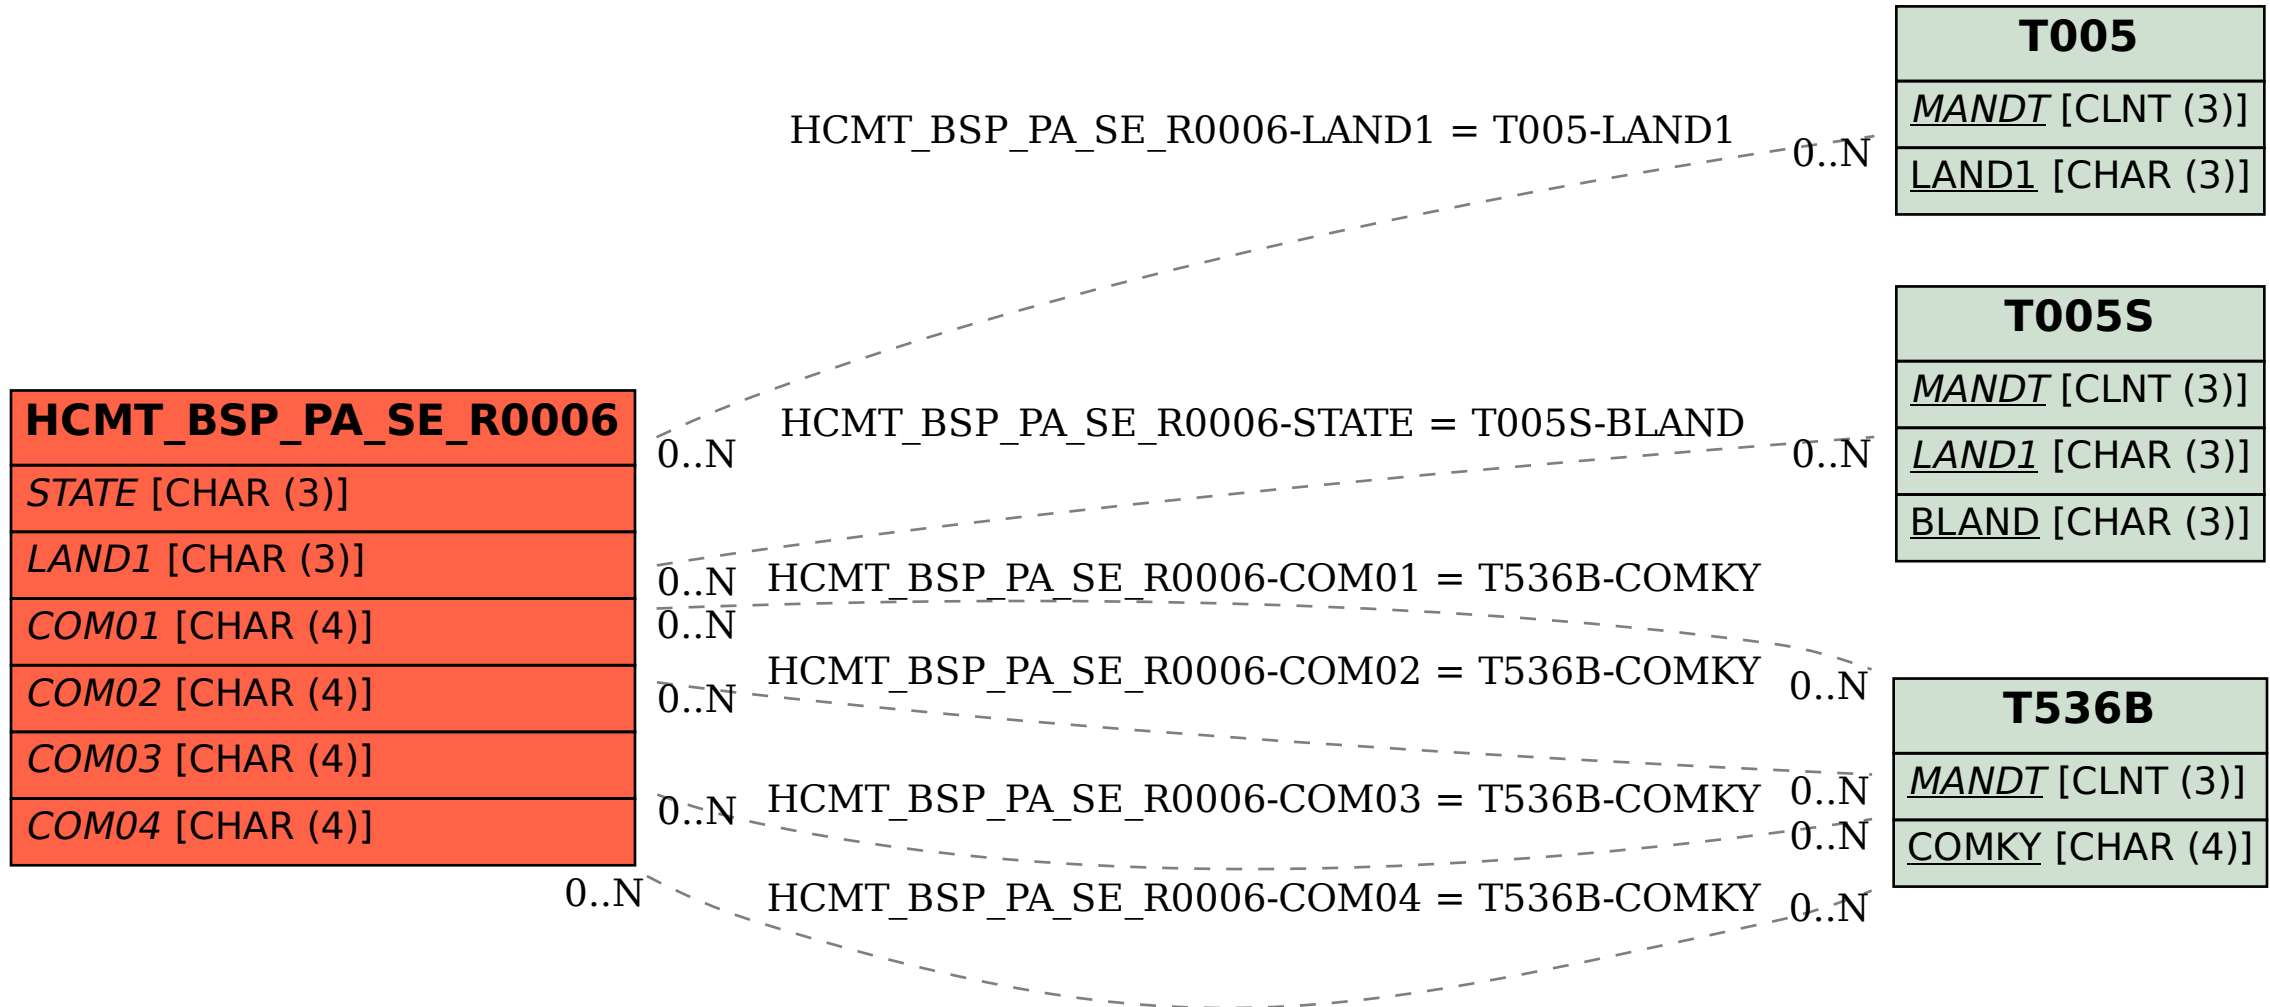 T005
MANDT [CLNT (3)]
LAND1 [CHAR (3)]
HCMT_BSP_PA_SE_R0006-LAND1 = T005-LAND1
0..N
T005S
MANDT [CLNT (3)]
LAND1 [CHAR (3)]
BLAND [CHAR (3)]
HCMT_BSP_PA_SE_R0006
STATE [CHAR (3)]
LAND1 [CHAR (3)]
COM01 [CHAR (4)]
COM02 [CHAR (4)]
COM03 [CHAR (4)]
COM04 [CHAR (4)]
0..N
HCMT_BSP_PA_SE_R0006-STATE = T005S-BLAND
0..N
0..N
HCMT_BSP_PA_SE_R0006-COM01 = T536B-COMKY
0..N
0..N
HCMT_BSP_PA_SE_R0006-COM02 = T536B-COMKY
0..N
0..N
HCMT_BSP_PA_SE_R0006-COM03 = T536B-COMKY
0..N
0..N
0..N
HCMT_BSP_PA_SE_R0006-COM04 = T536B-COMKY
0..N
T536B
MANDT [CLNT (3)]
COMKY [CHAR (4)]